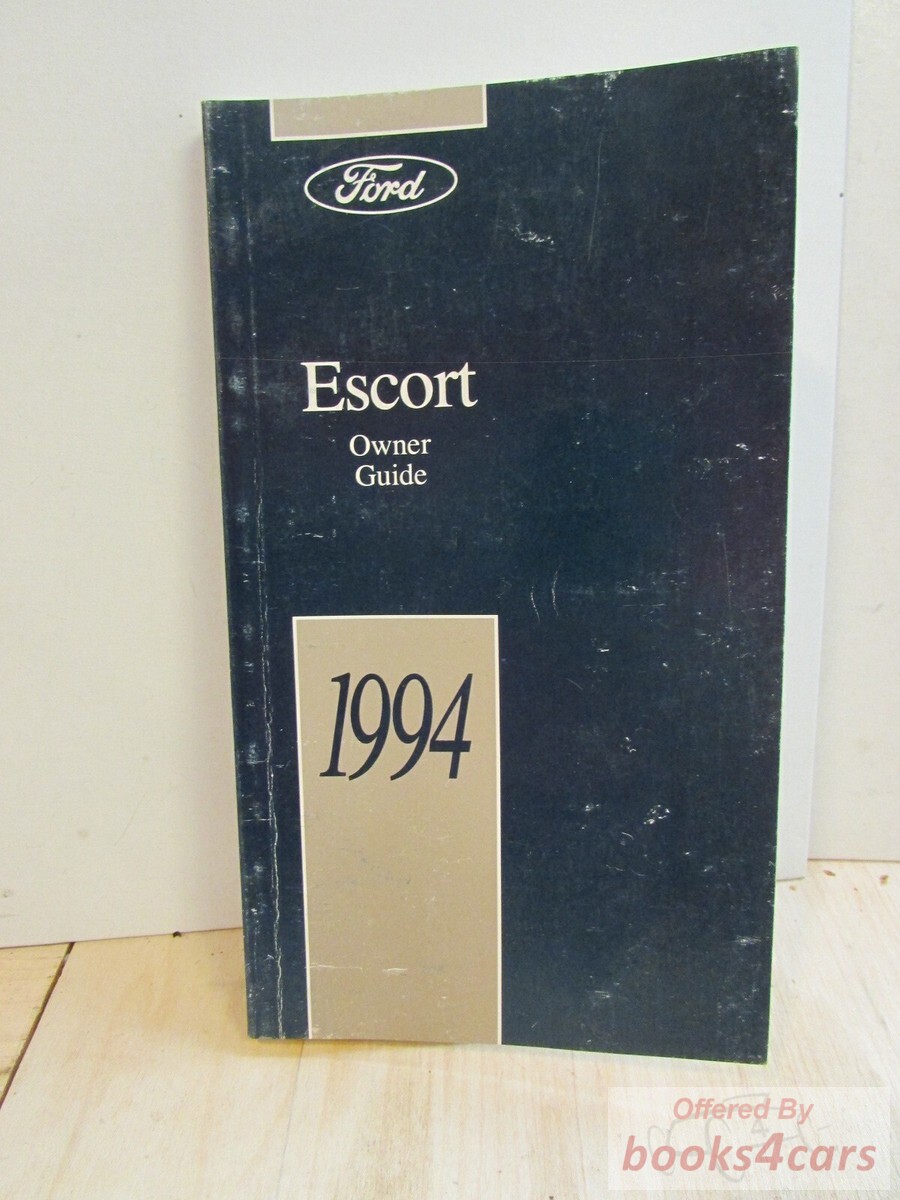 Ford
Escort
Owner
Guide
1994
Offered By
books4cars